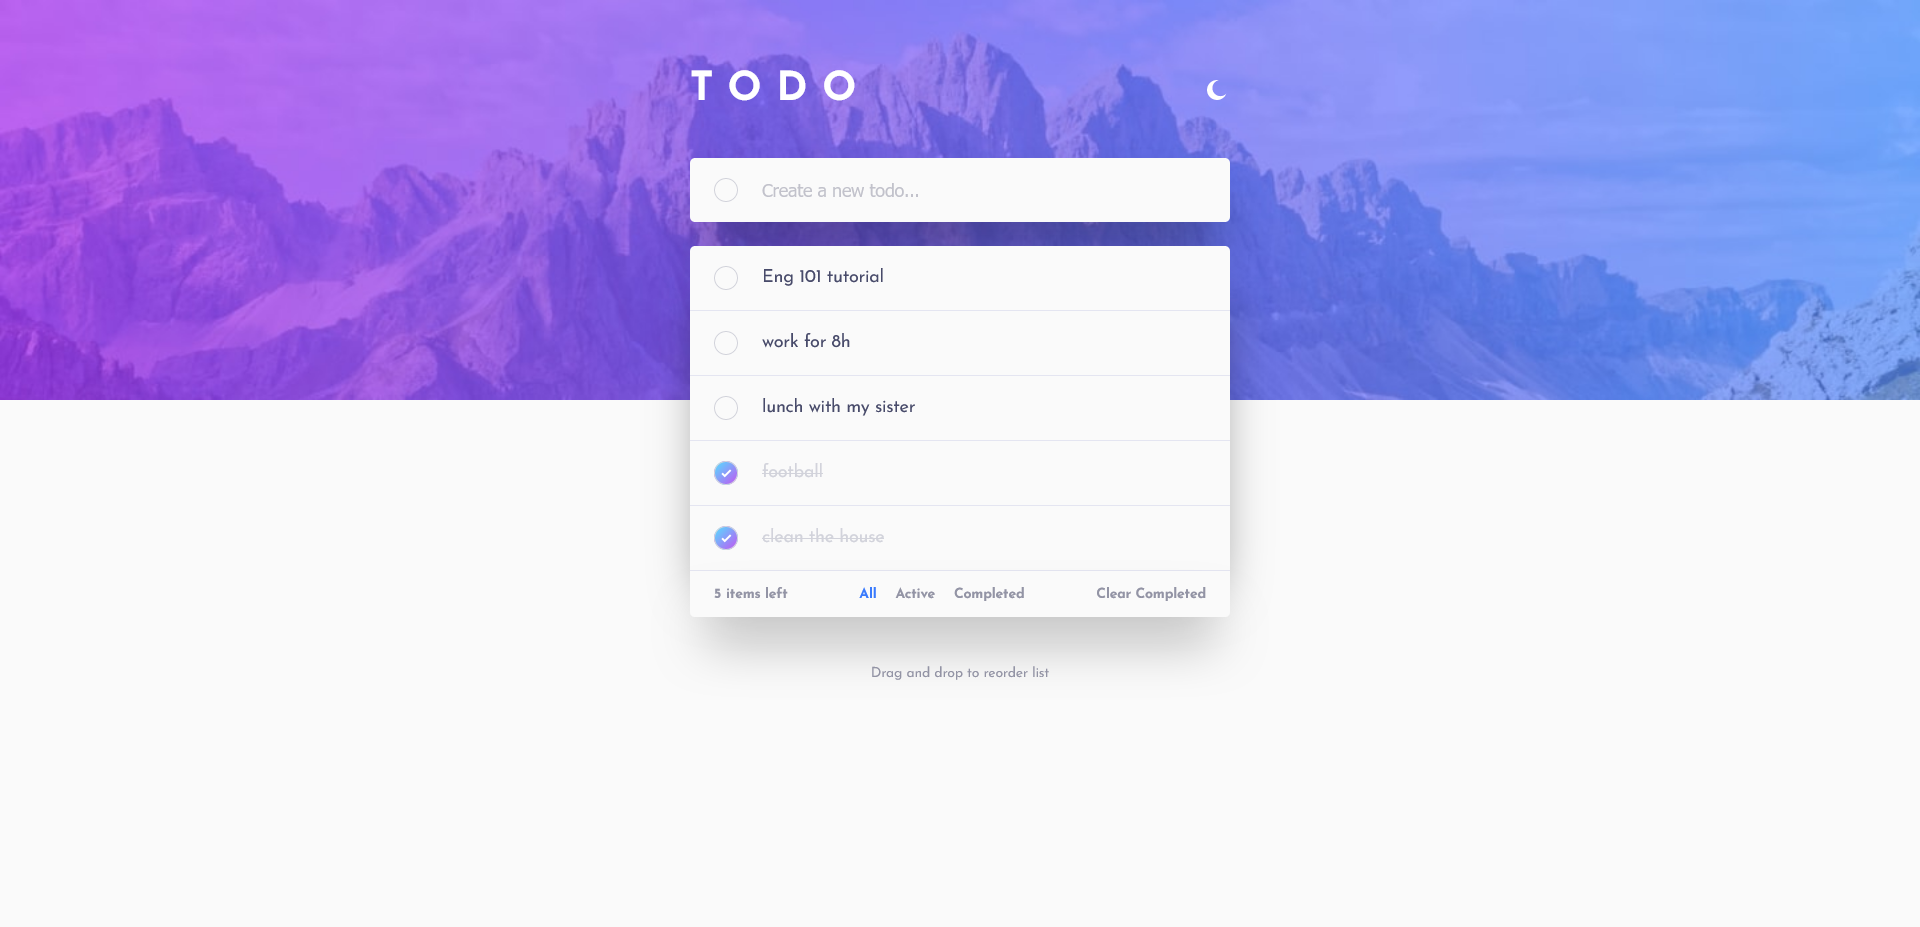 TODO
Create a new todo...
Eng 101 tutorial
work for 8h
lunch with my sister
football
clean the house
5 items left All Active Completed Clear Completed
Drag and drop to reorder list